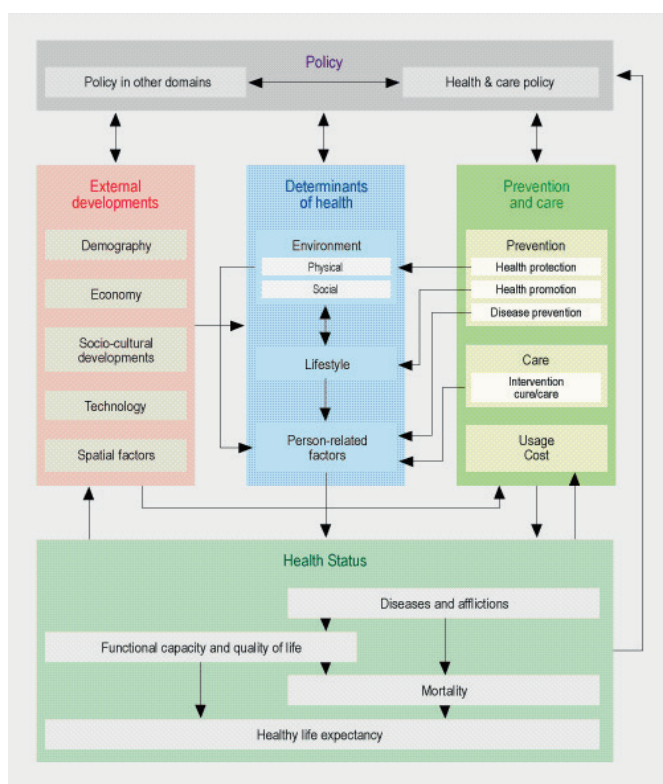 Policy
Policy in other domains
Health & care policy
External
developments
Demography
Economy
Socio-cultural
developments
Technology
Spatial factors
Determinants
of health
Environment
Physical
Social
Lifestyle
Person-related
factors
Prevention
and care
Prevention
Health protection
Health promotion
Disease prevention
Care
Intervention
cure/care
Usage
Cost
Health Status
Diseases and afflictions
Functional capacity and quality of life
Mortality
Healthy life expectancy